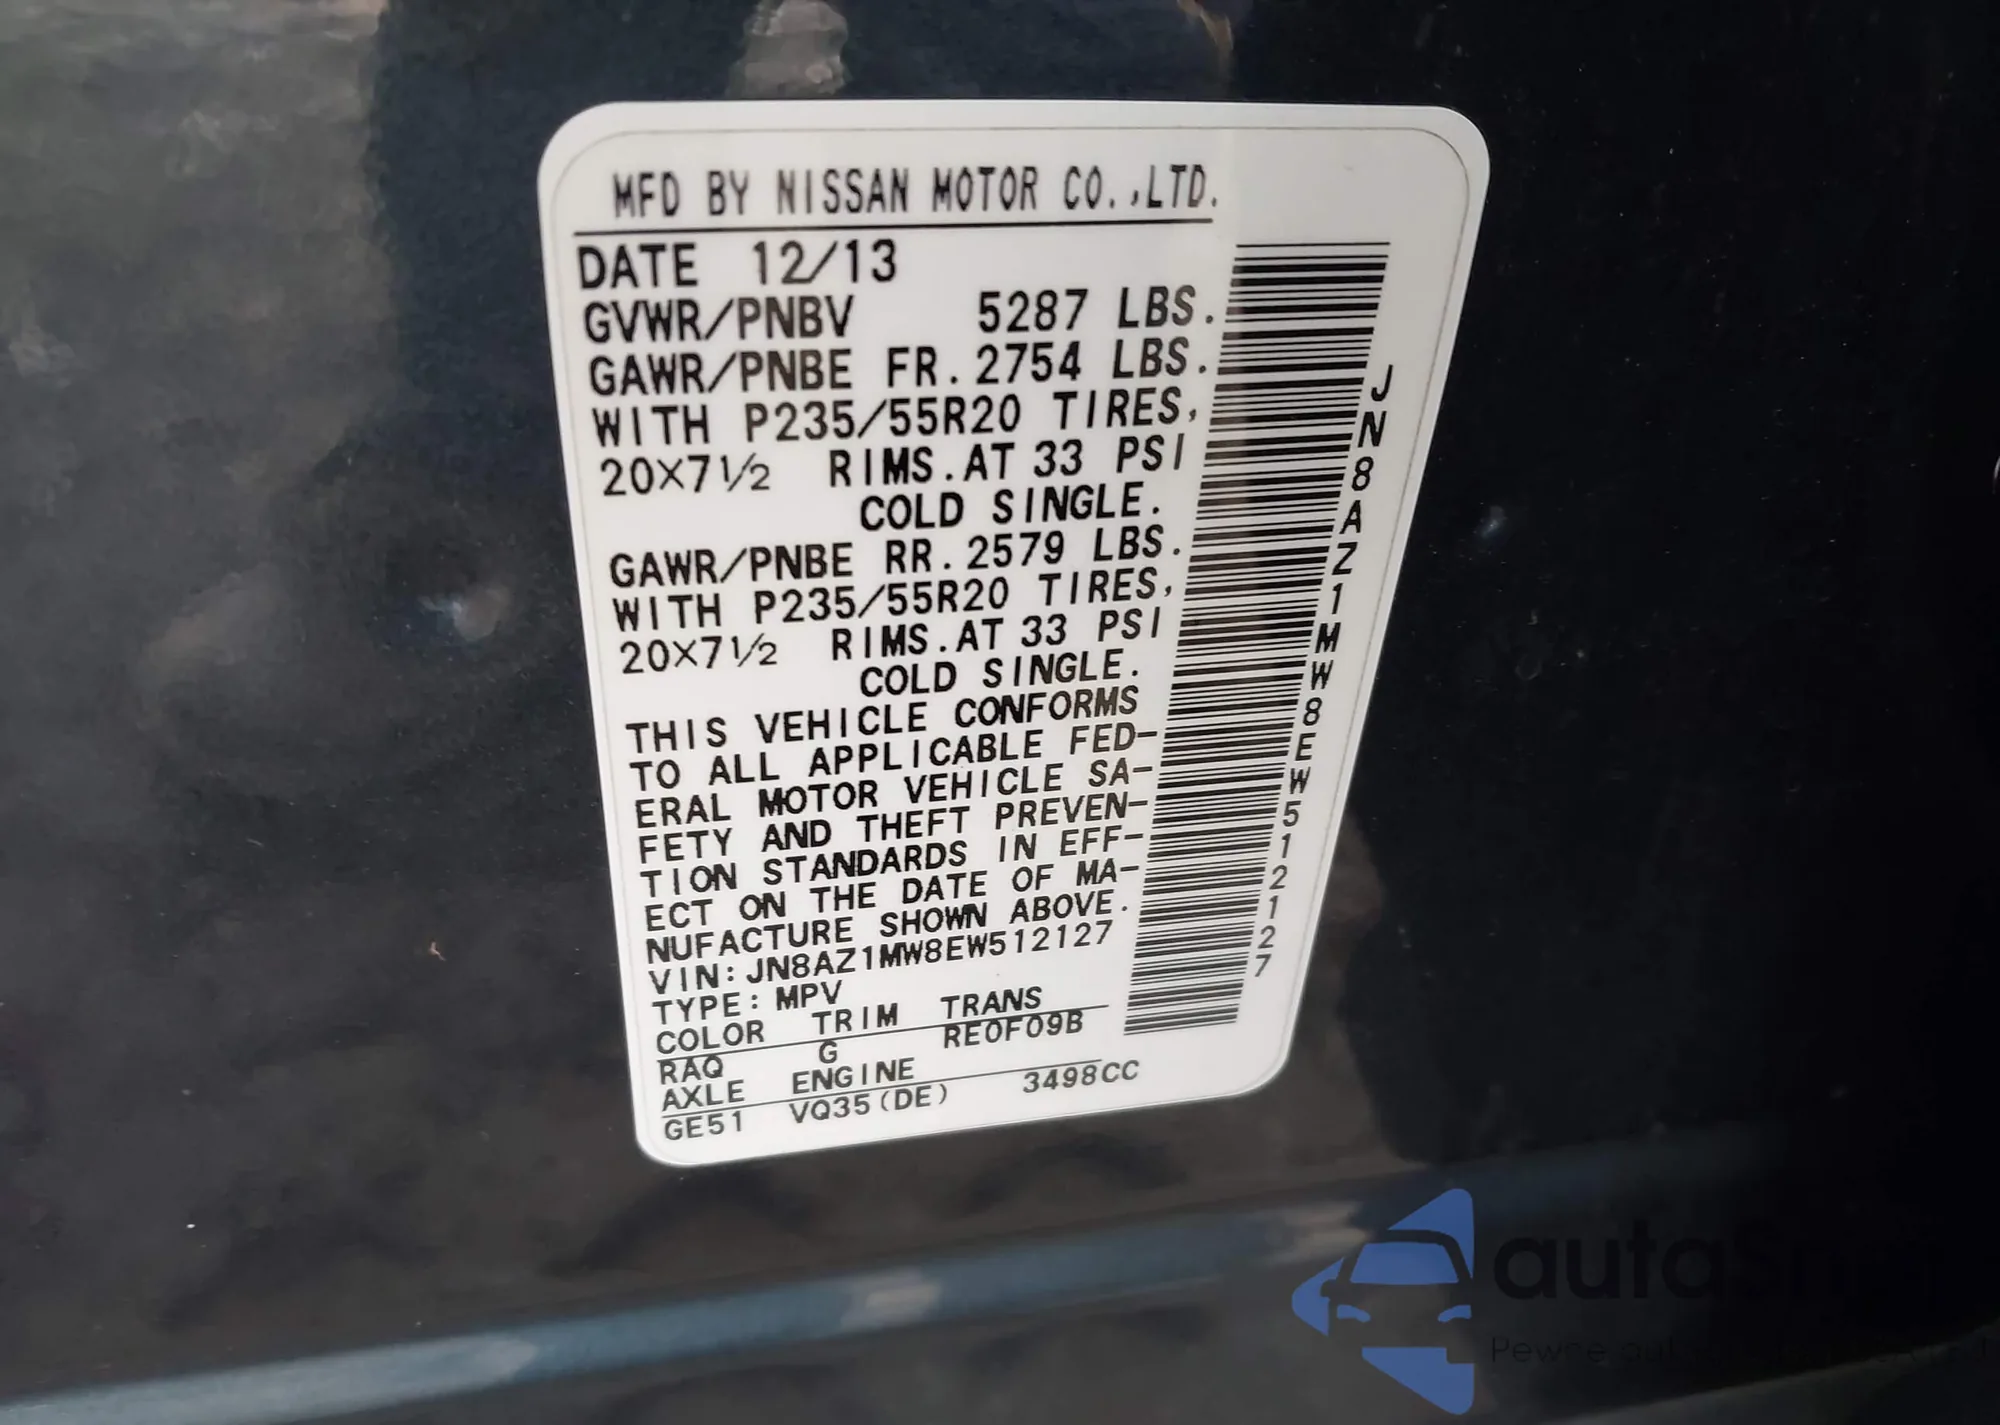 MFD BY NISSAN MOTOR CO.,LTD.
DATE 12/13
GVWR/PNBV 5287 LBS.
GAWR/PNBE FR. 2754 LBS.
WITH P235/55R20 TIRES,
20×7½ RIMS. AT 33 PSI
COLD SINGLE.
GAWR/PNBE RR. 2579 LBS.
WITH P235/55R20 TIRES,
20×7½ RIMS. AT 33 PSI
COLD SINGLE.
THIS VEHICLE CONFORMS
TO ALL APPLICABLE FED-
ERAL MOTOR VEHICLE SA-
FETY AND THEFT PREVEN-
TION STANDARDS IN EFF-
ECT ON THE DATE OF MA-
NUFACTURE SHOWN ABOVE.
VIN: JN8AZ1MW8EW512127
TYPE: MPV
COLOR TRIM TRANS
RAQ G RE0F09B
AXLE ENGINE
GE51 VQ35(DE) 3498CC
JN8AZ1MW8EW512127
Pewne